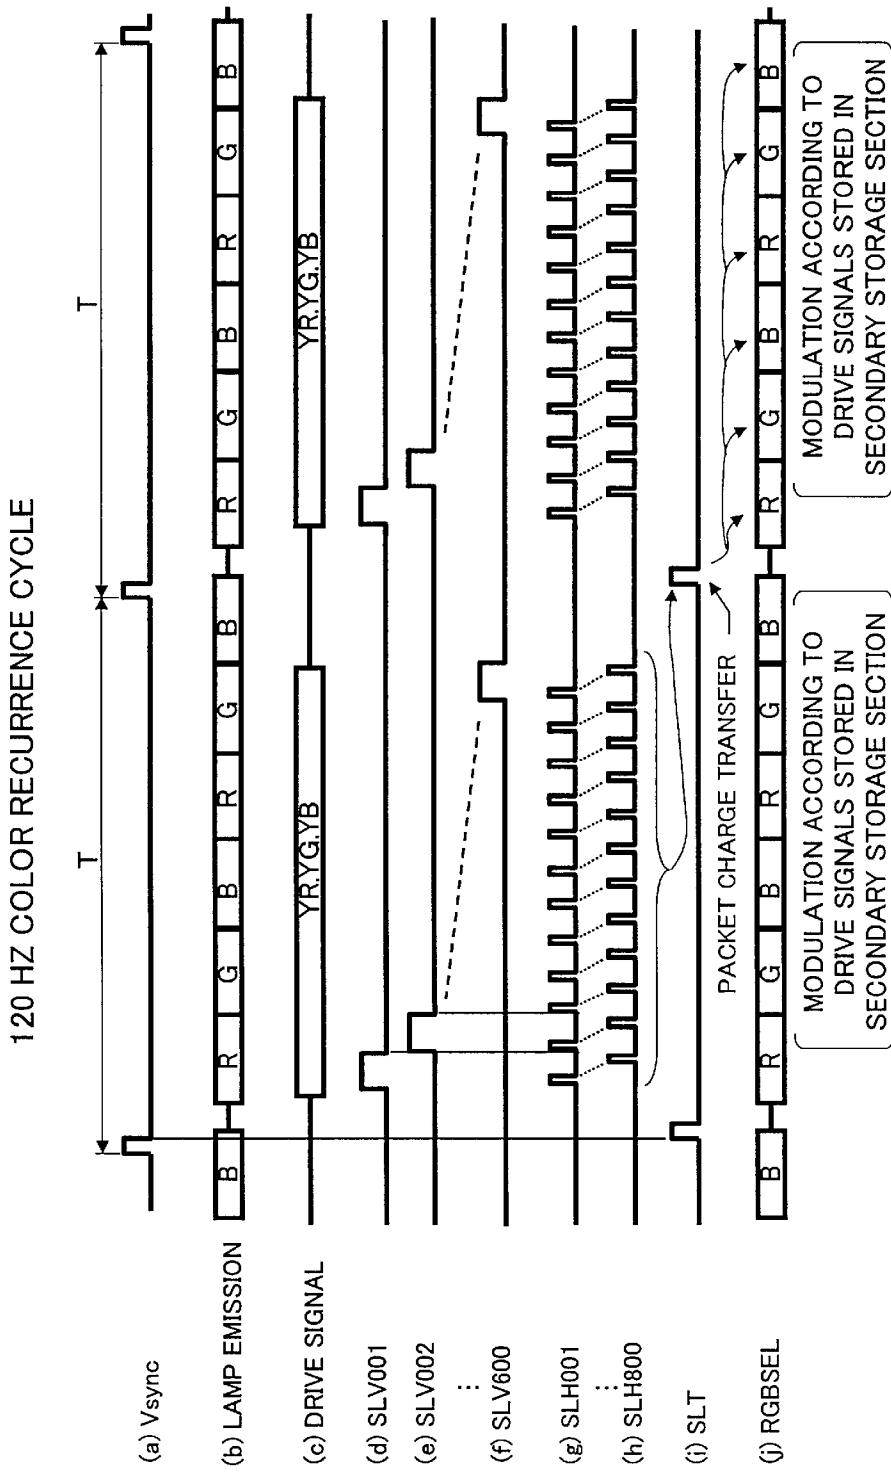 120 HZ COLOR RECURRENCE CYCLE
T T
(a) Vsync
(b) LAMP EMISSION B R G B R G B R G B R G B
(c) DRIVE SIGNAL YR,YG,YB YR,YG,YB
(d) SLV001
(e) SLV002
⋮
(f) SLV600
(g) SLH001
⋮
(h) SLH800
(i) SLT
PACKET CHARGE TRANSFER
(j) RGBSEL B R G B R G B R G B R G B
MODULATION ACCORDING TO
DRIVE SIGNALS STORED IN
SECONDARY STORAGE SECTION
MODULATION ACCORDING TO
DRIVE SIGNALS STORED IN
SECONDARY STORAGE SECTION